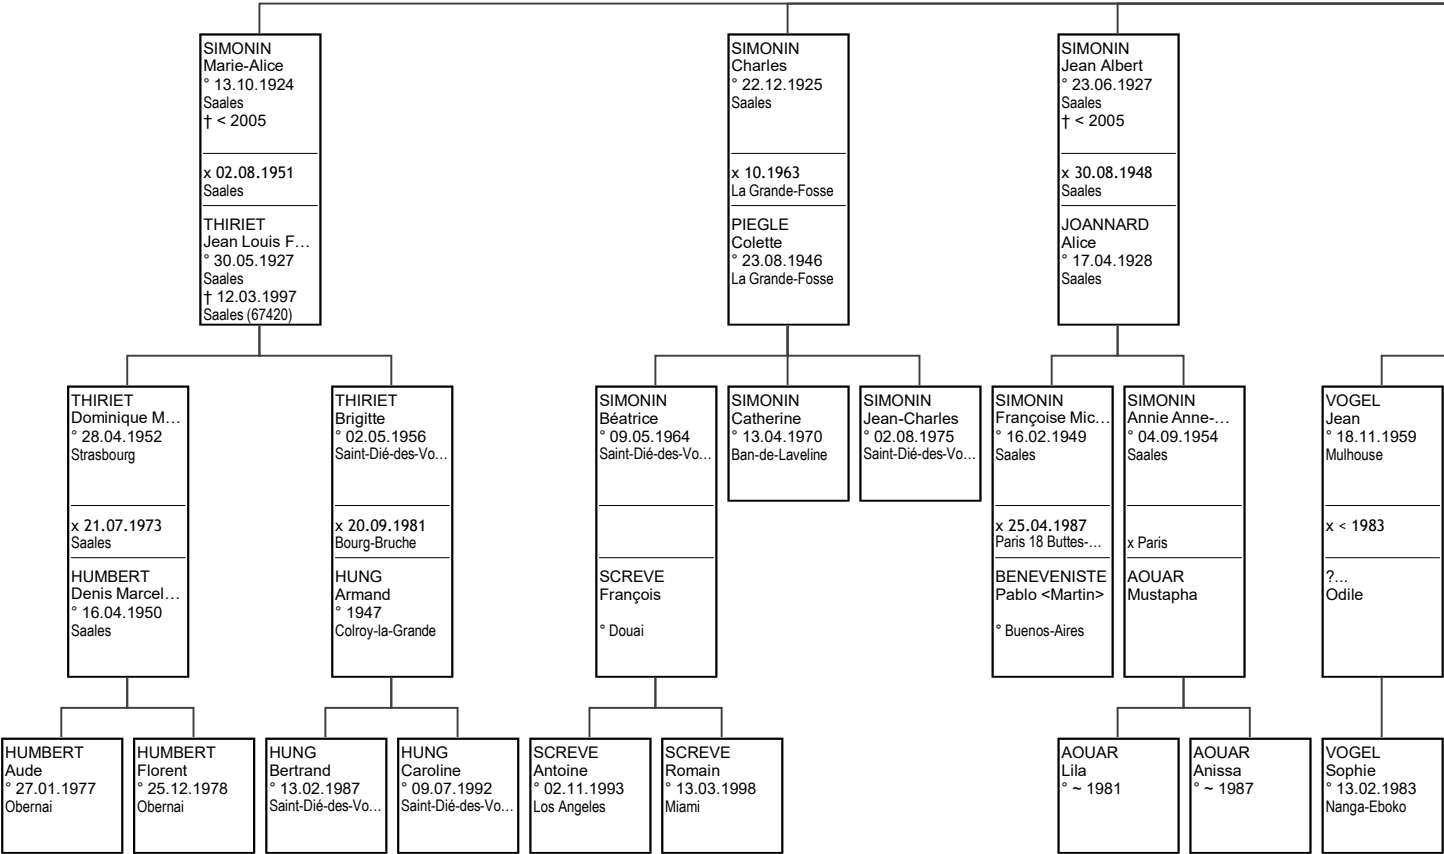 SIMONIN
Marie-Alice
° 13.10.1924
Saales
† < 2005
x 02.08.1951
Saales
THIRIET
Jean Louis F…
° 30.05.1927
Saales
† 12.03.1997
Saales (67420)
SIMONIN
Charles
° 22.12.1925
Saales
x 10.1963
La Grande-Fosse
PIEGLE
Colette
° 23.08.1946
La Grande-Fosse
SIMONIN
Jean Albert
° 23.06.1927
Saales
† < 2005
x 30.08.1948
Saales
JOANNARD
Alice
° 17.04.1928
Saales
THIRIET
Dominique M…
° 28.04.1952
Strasbourg
x 21.07.1973
Saales
HUMBERT
Denis Marcel…
° 16.04.1950
Saales
THIRIET
Brigitte
° 02.05.1956
Saint-Dié-des-Vo…
x 20.09.1981
Bourg-Bruche
HUNG
Armand
° 1947
Colroy-la-Grande
SIMONIN
Béatrice
° 09.05.1964
Saint-Dié-des-Vo…
SCREVE
François
° Douai
SIMONIN
Catherine
° 13.04.1970
Ban-de-Laveline
SIMONIN
Jean-Charles
° 02.08.1975
Saint-Dié-des-Vo…
SIMONIN
Françoise Mic…
° 16.02.1949
Saales
x 25.04.1987
Paris 18 Buttes-…
BENEVENISTE
Pablo <Martin>
° Buenos-Aires
SIMONIN
Annie Anne-…
° 04.09.1954
Saales
x Paris
AOUAR
Mustapha
VOGEL
Jean
° 18.11.1959
Mulhouse
x < 1983
?...
Odile
HUMBERT
Aude
° 27.01.1977
Obernai
HUMBERT
Florent
° 25.12.1978
Obernai
HUNG
Bertrand
° 13.02.1987
Saint-Dié-des-Vo…
HUNG
Caroline
° 09.07.1992
Saint-Dié-des-Vo…
SCREVE
Antoine
° 02.11.1993
Los Angeles
SCREVE
Romain
° 13.03.1998
Miami
AOUAR
Lila
° ~ 1981
AOUAR
Anissa
° ~ 1987
VOGEL
Sophie
° 13.02.1983
Nanga-Eboko